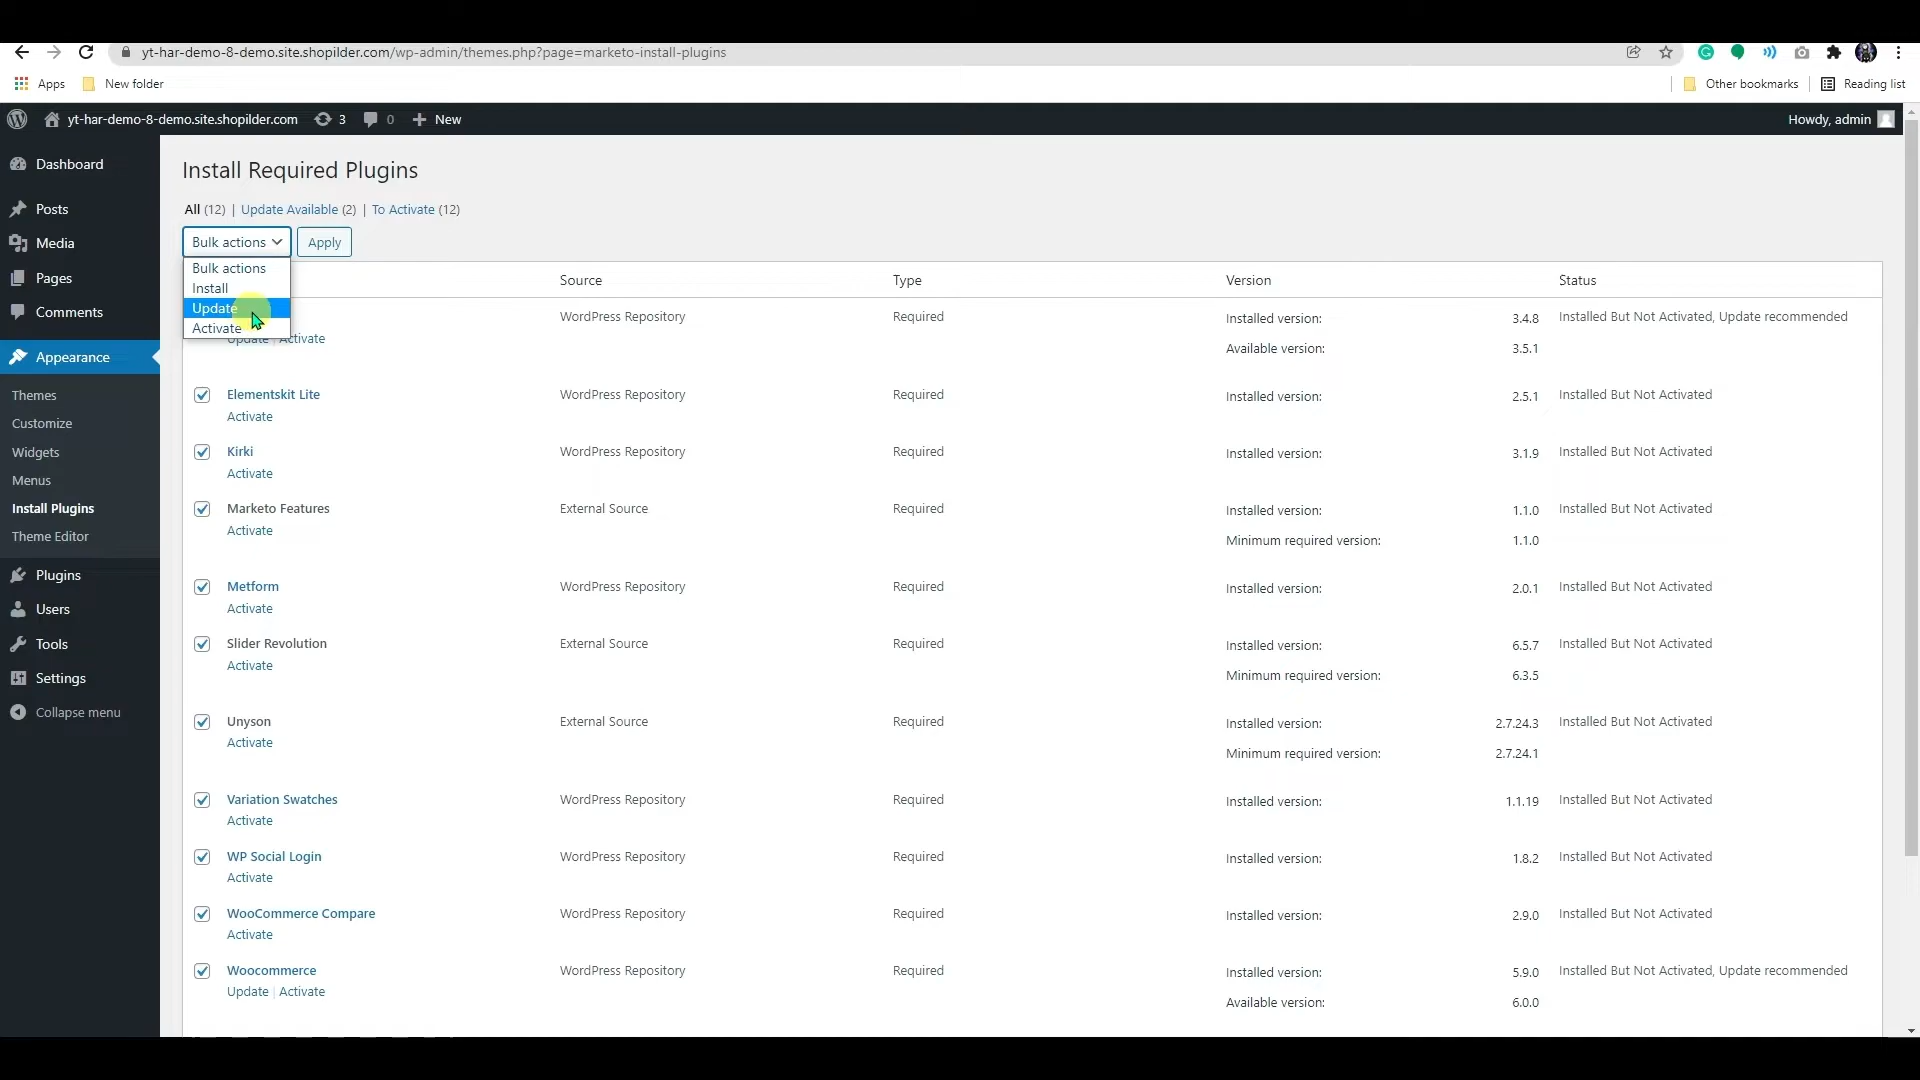 yt-har-demo-8-demo.site.shopilder.com/wp-admin/themes.php?page=marketo-install-plugins
Apps New folder Other bookmarks Reading list
yt-har-demo-8-demo.site.shopilder.com 3 0 New Howdy, admin
Dashboard
Posts
Media
Pages
Comments
Appearance
Themes
Customize
Widgets
Menus
Install Plugins
Theme Editor
Plugins
Users
Tools
Settings
Collapse menu
Install Required Plugins
All (12) | Update Available (2) | To Activate (12)
Bulk actions Apply
Bulk actions
Install
Update
Activate
Source Type Version Status
WordPress Repository Required Installed version: 3.4.8 Installed But Not Activated, Update recommended
Available version: 3.5.1
Update | Activate
Elementskit Lite WordPress Repository Required Installed version: 2.5.1 Installed But Not Activated
Activate
Kirki WordPress Repository Required Installed version: 3.1.9 Installed But Not Activated
Activate
Marketo Features External Source Required Installed version: 1.1.0 Installed But Not Activated
Activate Minimum required version: 1.1.0
Metform WordPress Repository Required Installed version: 2.0.1 Installed But Not Activated
Activate
Slider Revolution External Source Required Installed version: 6.5.7 Installed But Not Activated
Activate Minimum required version: 6.3.5
Unyson External Source Required Installed version: 2.7.24.3 Installed But Not Activated
Activate Minimum required version: 2.7.24.1
Variation Swatches WordPress Repository Required Installed version: 1.1.19 Installed But Not Activated
Activate
WP Social Login WordPress Repository Required Installed version: 1.8.2 Installed But Not Activated
Activate
WooCommerce Compare WordPress Repository Required Installed version: 2.9.0 Installed But Not Activated
Activate
Woocommerce WordPress Repository Required Installed version: 5.9.0 Installed But Not Activated, Update recommended
Update | Activate Available version: 6.0.0